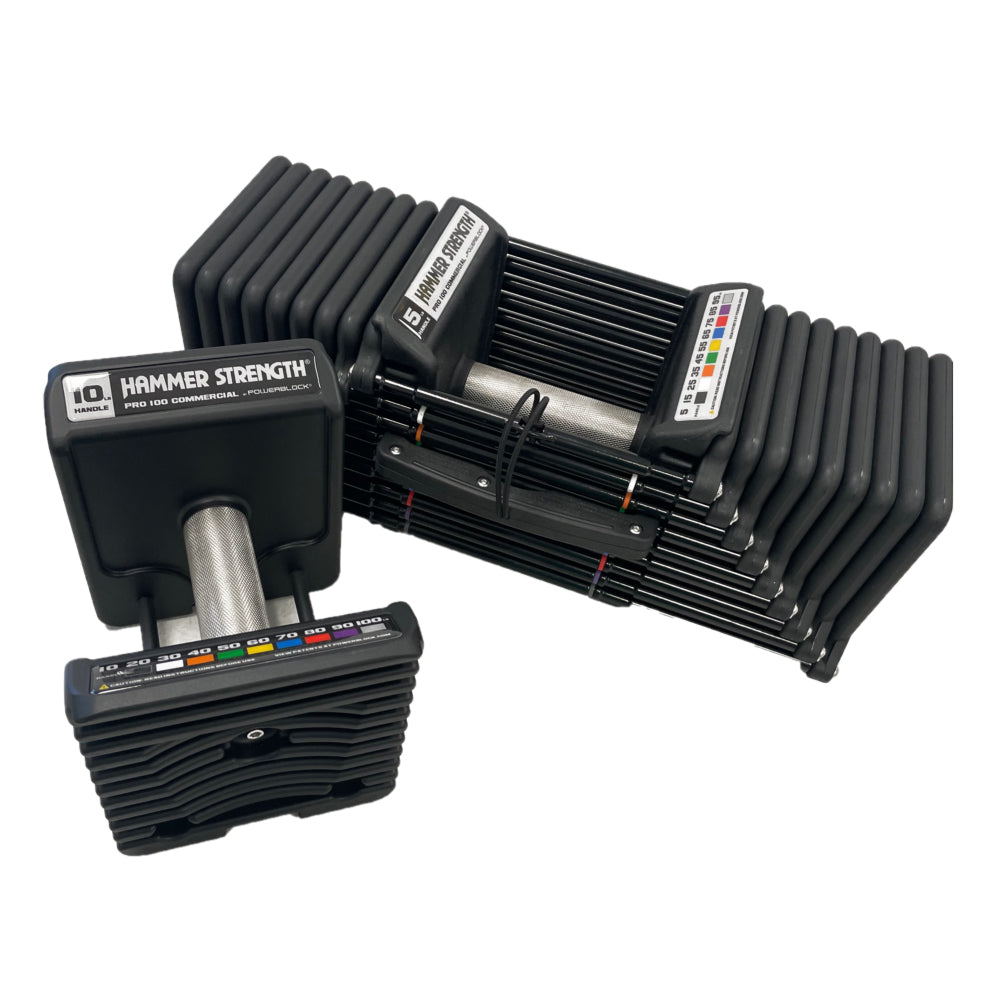 5 LB
HANDLE
HAMMER STRENGTH®
PRO 100 COMMERCIAL BY POWERBLOCK®
5 15 25 35 45 55 65 75 85 95
10 LB
HANDLE
HAMMER STRENGTH®
PRO 100 COMMERCIAL BY POWERBLOCK®
10 20 30 40 50 60 70 80 90 100
CAUTION: READ INSTRUCTIONS BEFORE USE VIEW PATENTS AT POWERBLOCK.COM